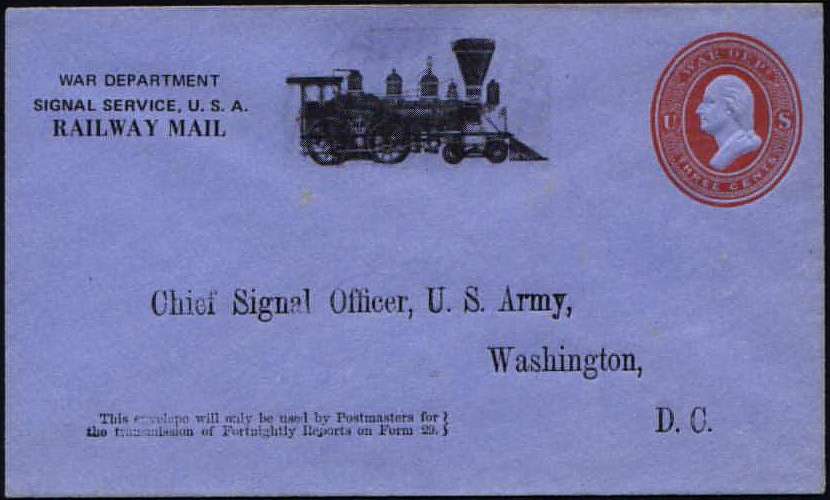 WAR DEPARTMENT
SIGNAL SERVICE, U. S. A.
RAILWAY MAIL
WAR DEPT.
U S
THREE CENTS
Chief Signal Officer, U. S. Army,
Washington,
D. C.
This envelope will only be used by Postmasters for }
the transmission of Fortnightly Reports on Form 29. }